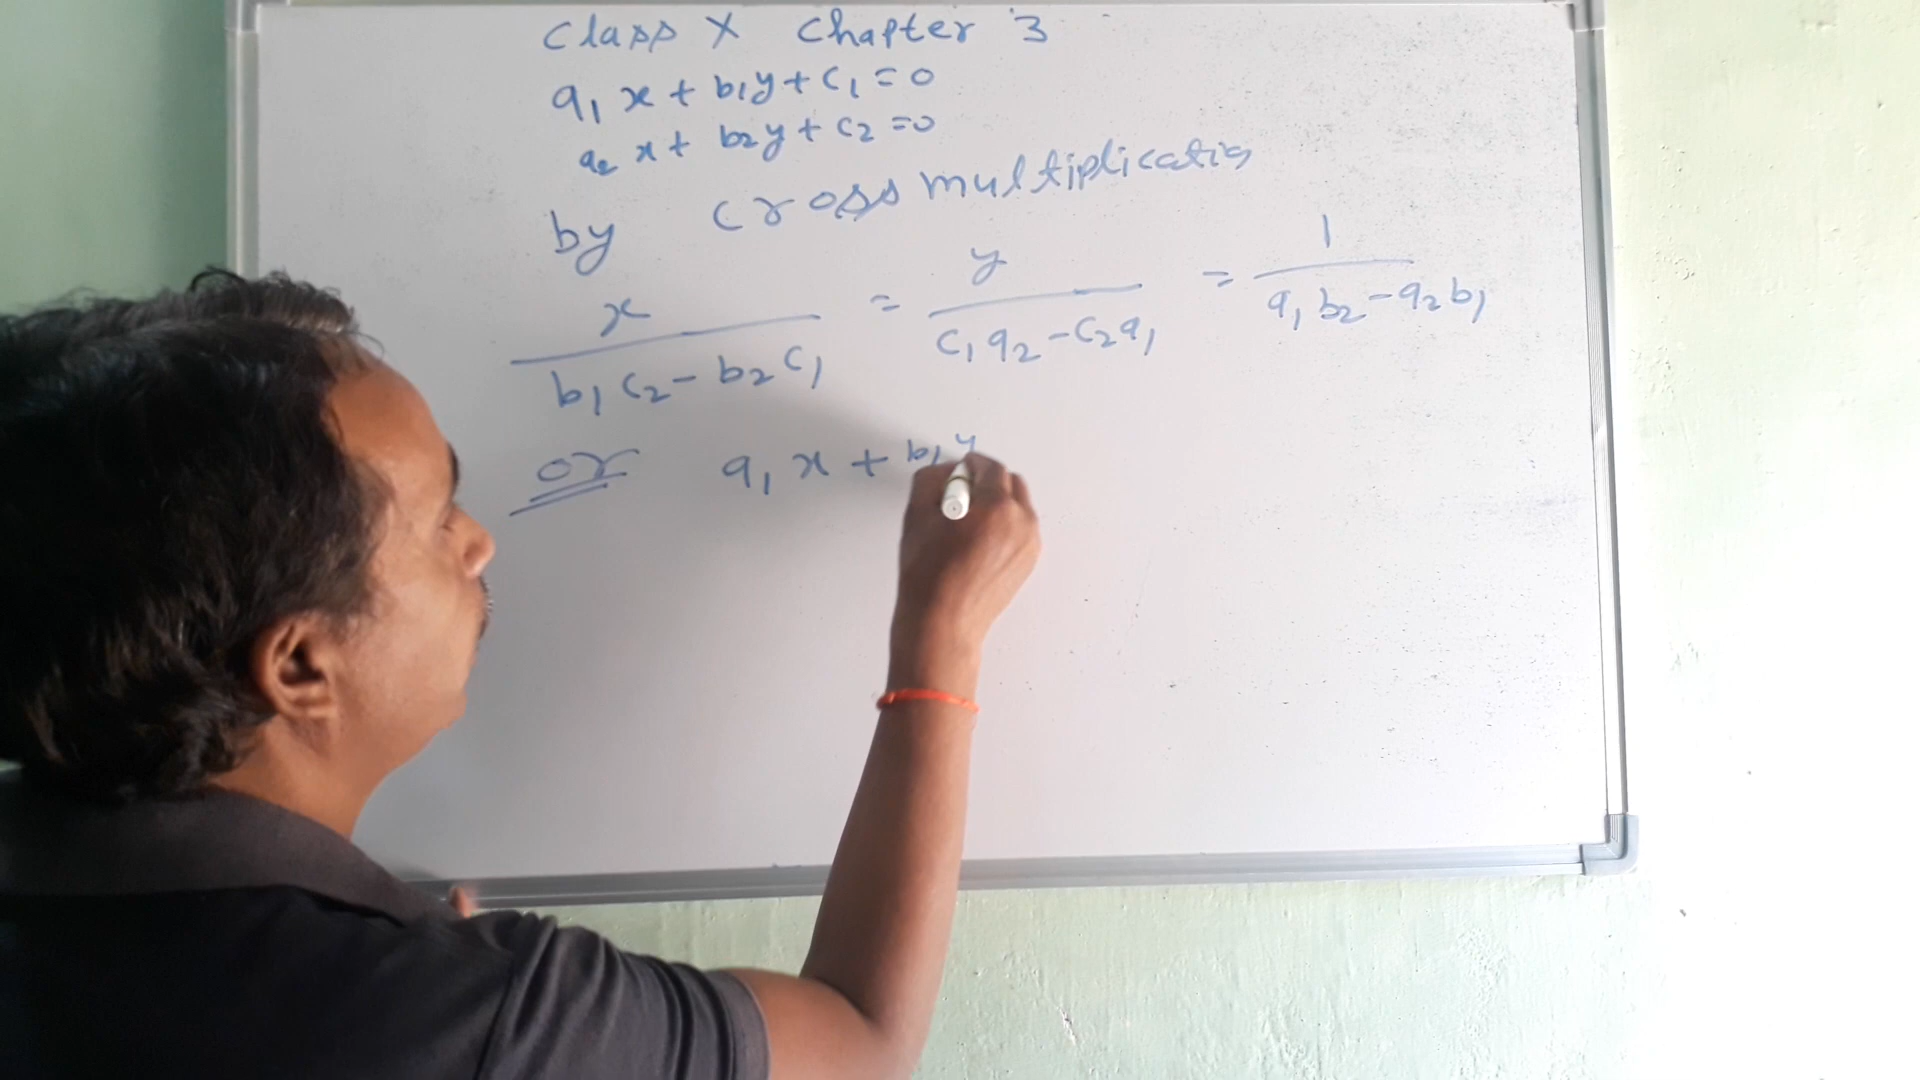 Class X Chapter 3
a₁x + b₁y + c₁ = 0
a₂x + b₂y + c₂ = 0
by cross multiplication
x / (b₁c₂ - b₂c₁) = y / (c₁a₂ - c₂a₁) = 1 / (a₁b₂ - a₂b₁)
or a₁x + b₁y